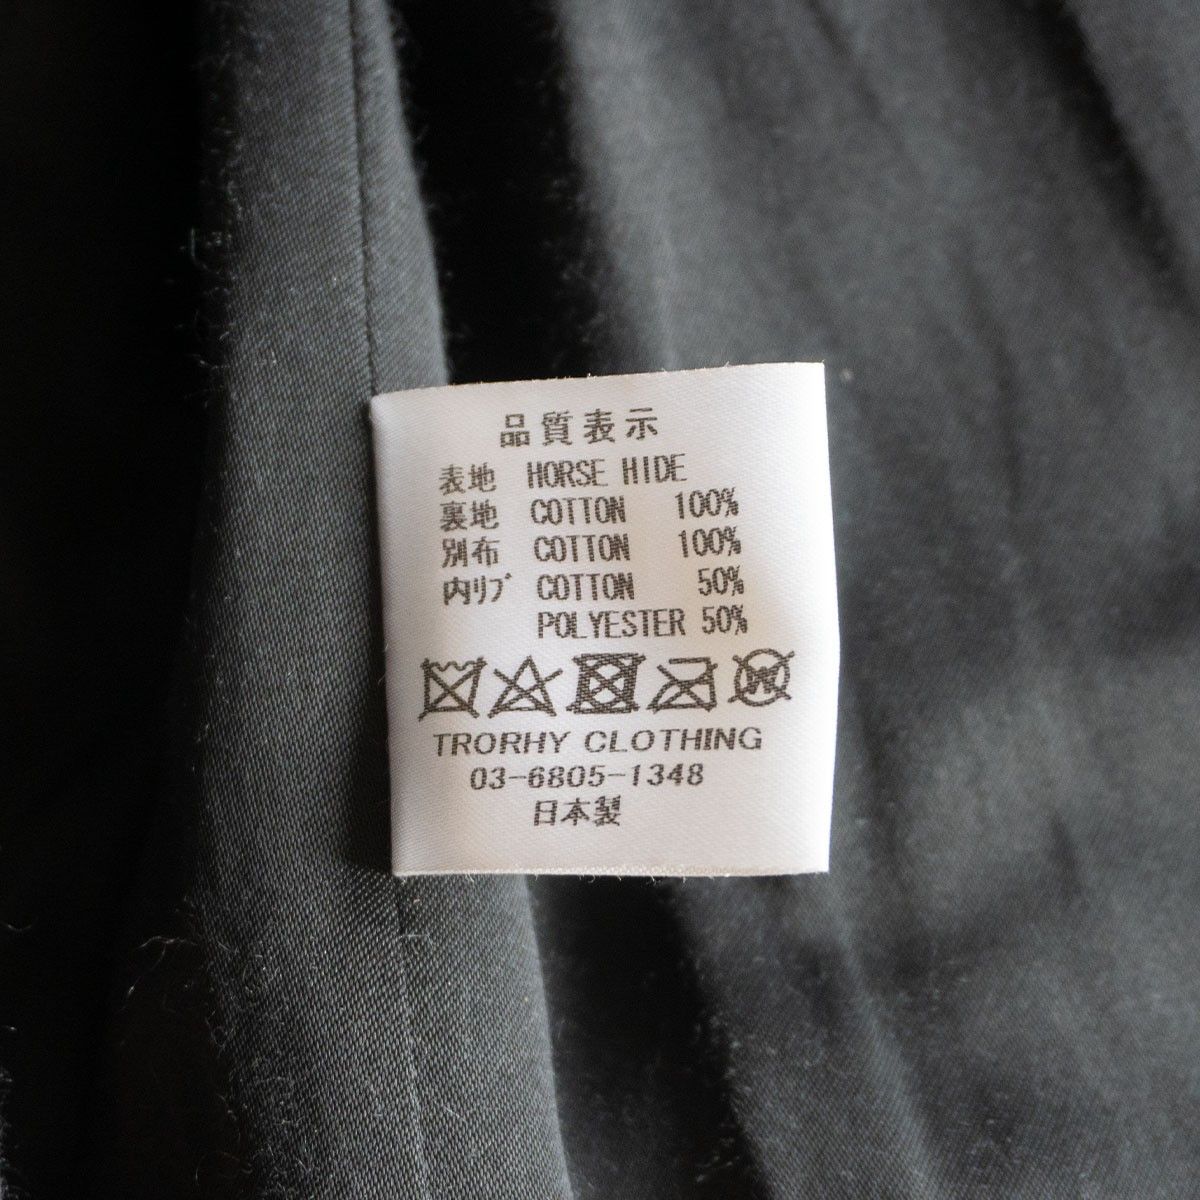 品質表示
表地 HORSE HIDE
裏地 COTTON 100%
別布 COTTON 100%
内リブ COTTON 50%
POLYESTER 50%
W
TRORHY CLOTHING
03-6805-1348
日本製